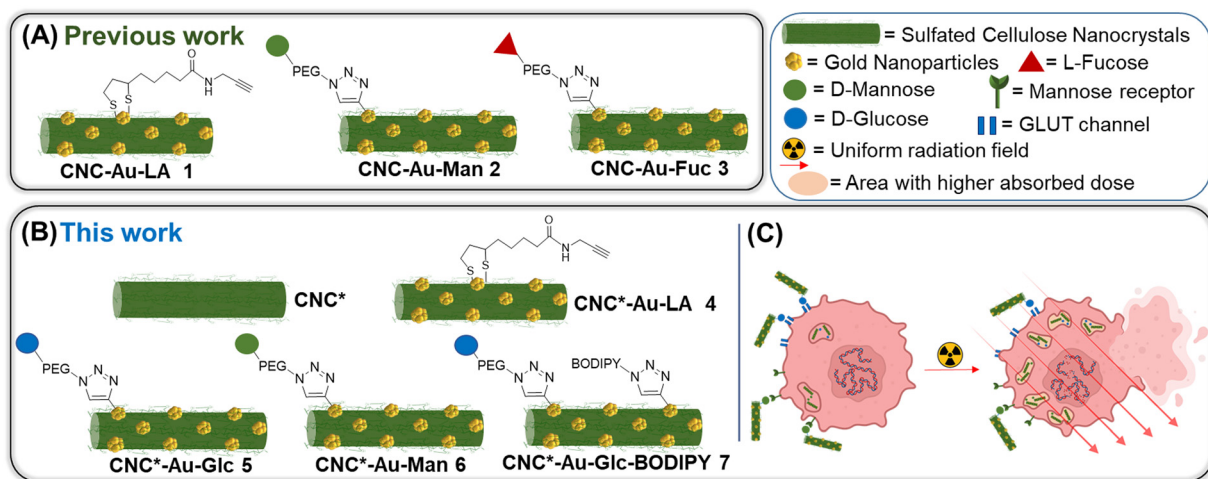 (A) Previous work
O
N
H
S
S
PEG
N
N
N
PEG
N
N
N
CNC-Au-LA 1
CNC-Au-Man 2
CNC-Au-Fuc 3
= Sulfated Cellulose Nanocrystals
= Gold Nanoparticles
= L-Fucose
= D-Mannose
= Mannose receptor
= D-Glucose
= GLUT channel
= Uniform radiation field
= Area with higher absorbed dose
(B) This work
CNC*
O
N
H
S
S
CNC*-Au-LA 4
PEG
N
N
N
PEG
N
N
N
PEG
N
N
N
BODIPY
N
N
N
CNC*-Au-Glc 5
CNC*-Au-Man 6
CNC*-Au-Glc-BODIPY 7
(C)